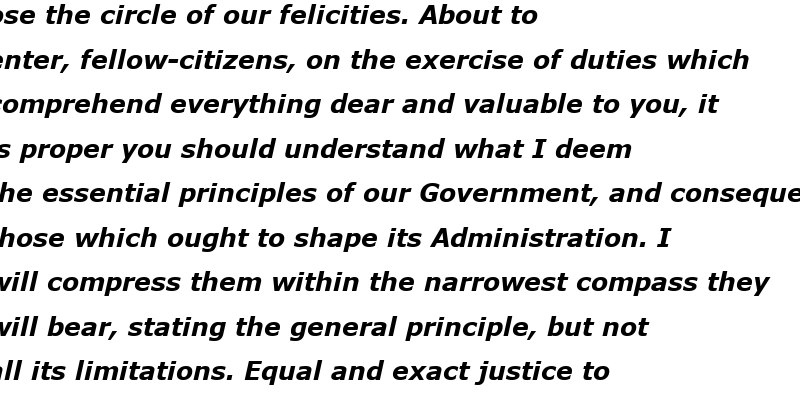 ose the circle of our felicities. About to
enter, fellow-citizens, on the exercise of duties which
comprehend everything dear and valuable to you, it
s proper you should understand what I deem
he essential principles of our Government, and conseque
hose which ought to shape its Administration. I
will compress them within the narrowest compass they
will bear, stating the general principle, but not
all its limitations. Equal and exact justice to